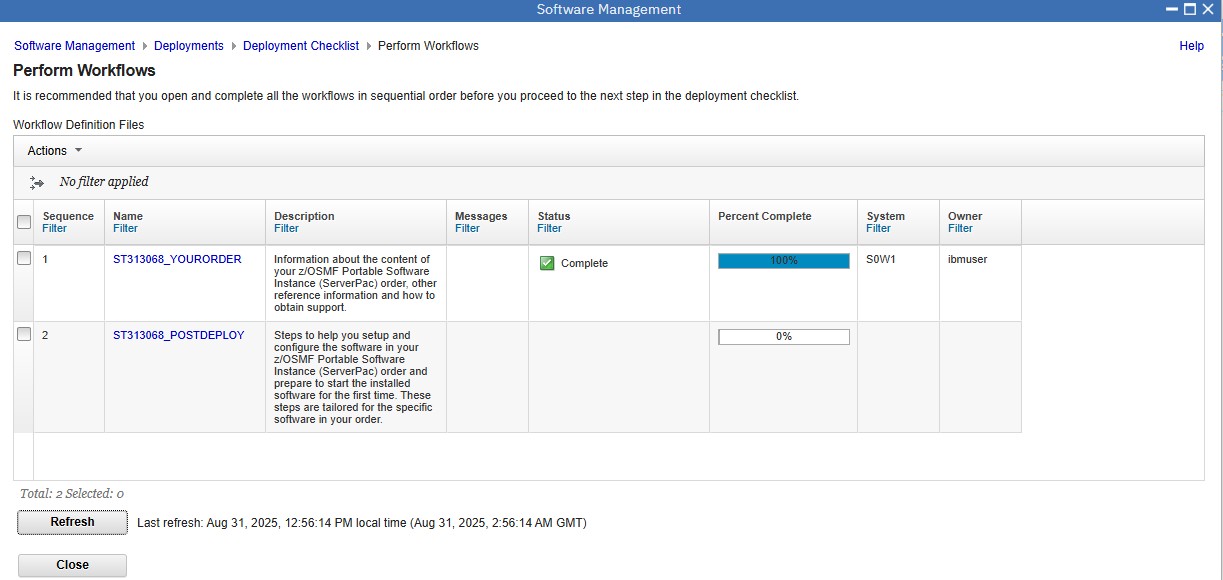 Software Management
Software Management Deployments Deployment Checklist Perform Workflows Help
Perform Workflows
It is recommended that you open and complete all the workflows in sequential order before you proceed to the next step in the deployment checklist.
Workflow Definition Files
Actions
No filter applied
Sequence Name Description Messages Status Percent Complete System Owner
Filter Filter Filter Filter Filter Filter Filter
1 ST313068_YOURORDER Information about the content of
your z/OSMF Portable Software
Instance (ServerPac) order, other
reference information and how to
obtain support.
Complete 100% S0W1 ibmuser
2 ST313068_POSTDEPLOY Steps to help you setup and
configure the software in your
z/OSMF Portable Software
Instance (ServerPac) order and
prepare to start the installed
software for the first time. These
steps are tailored for the specific
software in your order.
0%
Total: 2 Selected: 0
Refresh Last refresh: Aug 31, 2025, 12:56:14 PM local time (Aug 31, 2025, 2:56:14 AM GMT)
Close